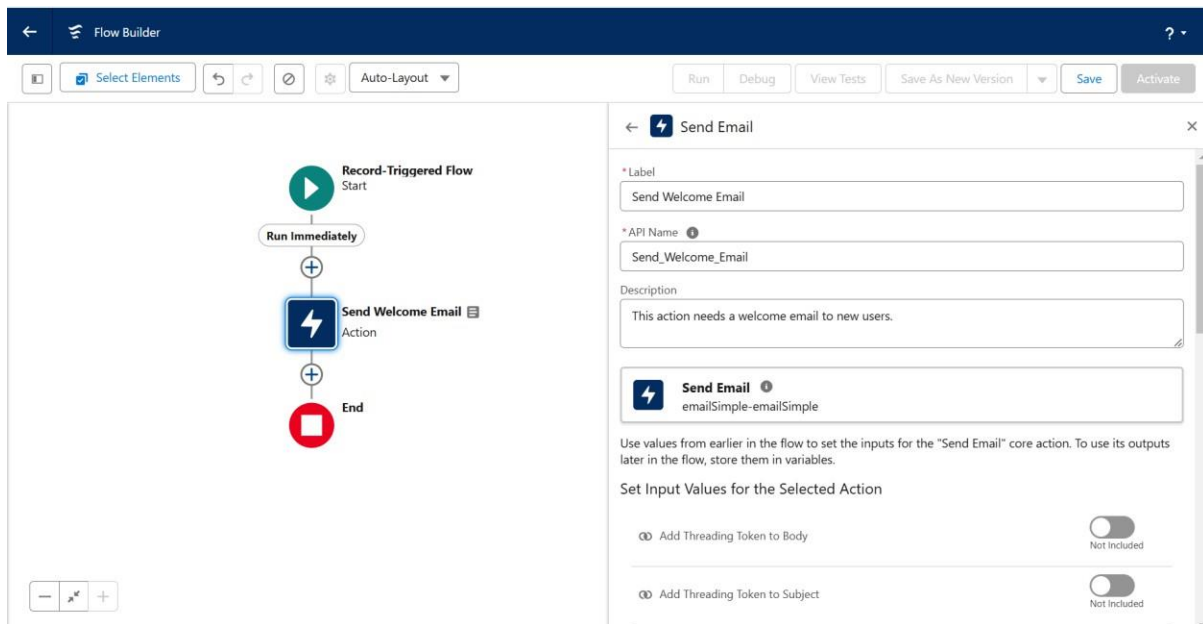 Flow Builder
?
Select Elements
Auto-Layout
Run
Debug
View Tests
Save As New Version
Save
Activate
Record-Triggered Flow
Start
Run Immediately
Send Welcome Email
Action
End
Send Email
*Label
Send Welcome Email
*API Name
Send_Welcome_Email
Description
This action needs a welcome email to new users.
Send Email
emailSimple-emailSimple
Use values from earlier in the flow to set the inputs for the "Send Email" core action. To use its outputs
later in the flow, store them in variables.
Set Input Values for the Selected Action
Add Threading Token to Body
Not Included
Add Threading Token to Subject
Not Included